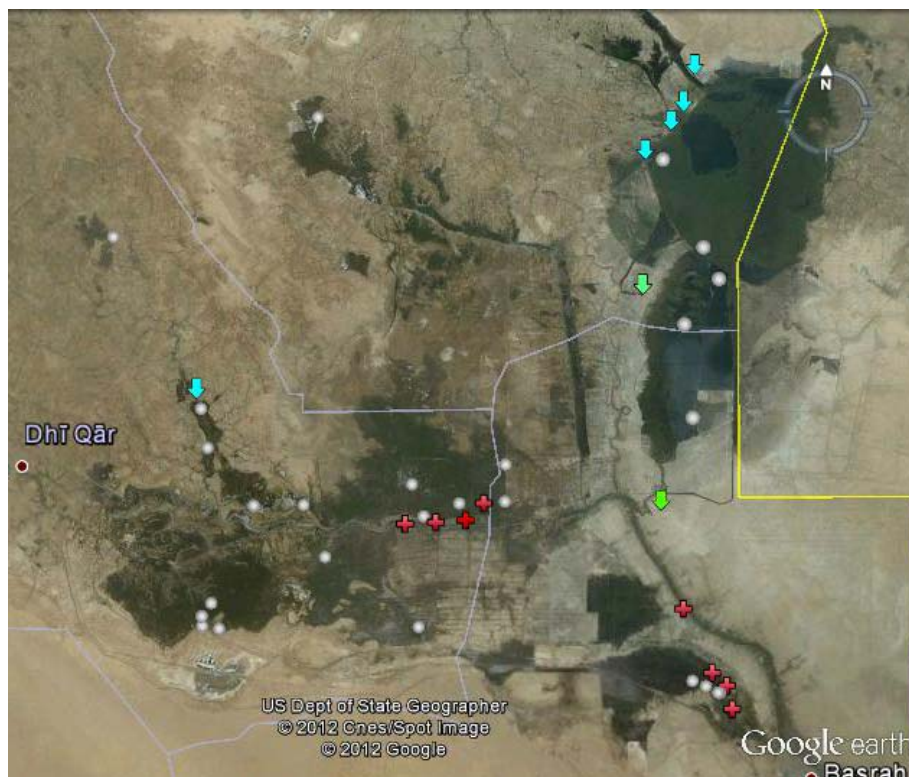 N
Dhī Qār
US Dept of State Geographer
© 2012 Cnes/Spot Image
© 2012 Google
Google earth
Basrah